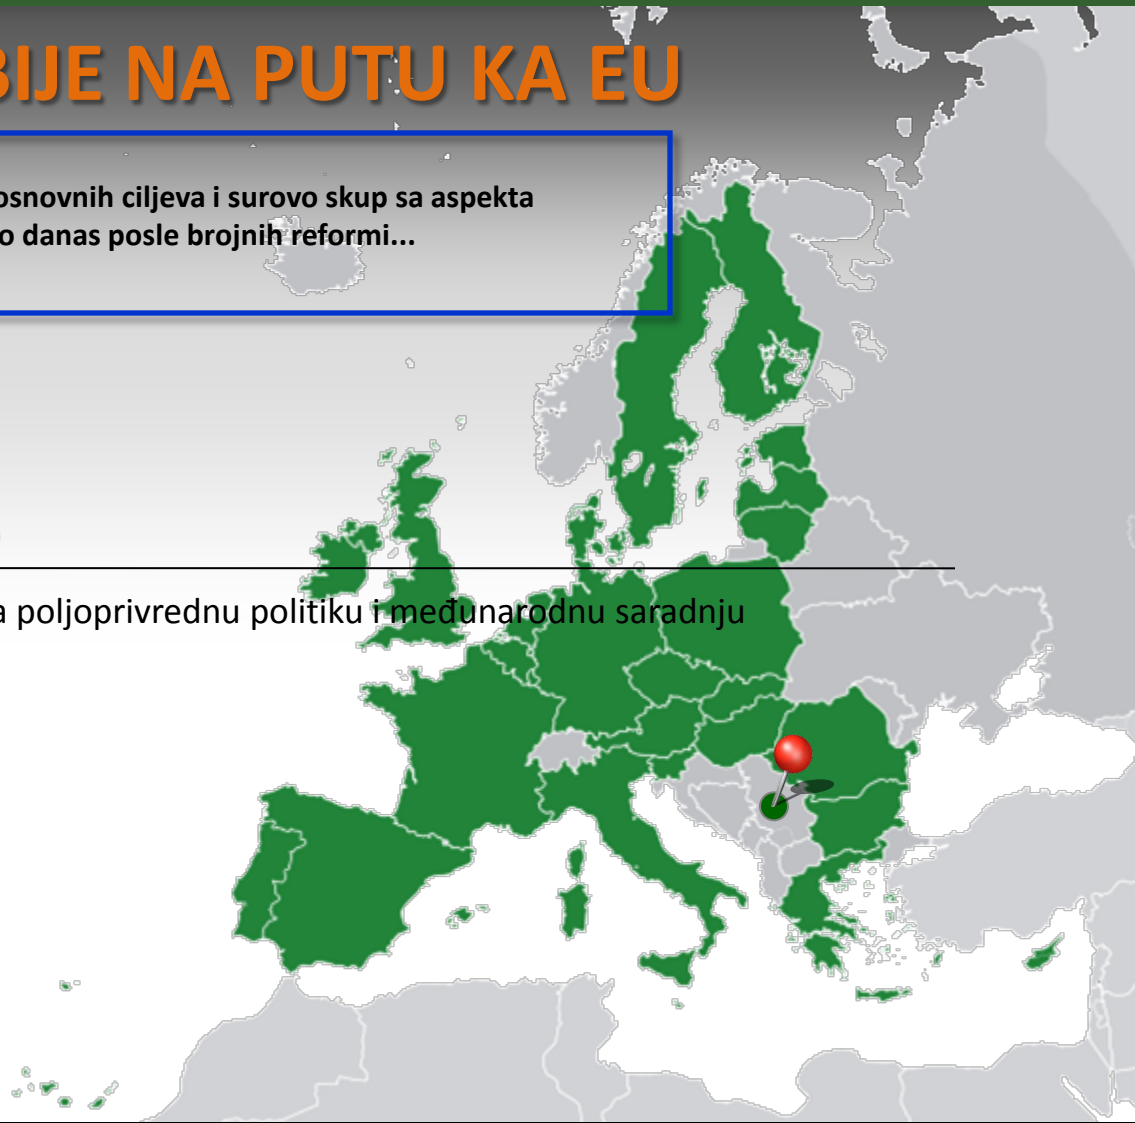 BIJE NA PUTU KA EU
osnovnih ciljeva i surovo skup sa aspekta
o danas posle brojnih reformi...
a poljoprivrednu politiku i međunarodnu saradnju